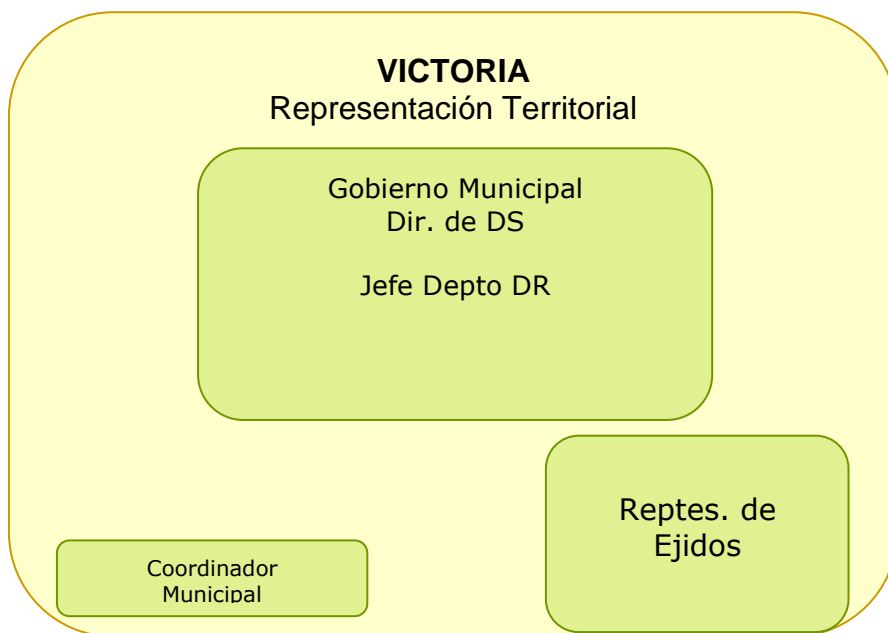 VICTORIA
Representación Territorial
Gobierno Municipal
Dir. de DS
Jefe Depto DR
Reptes. de
Ejidos
Coordinador
Municipal